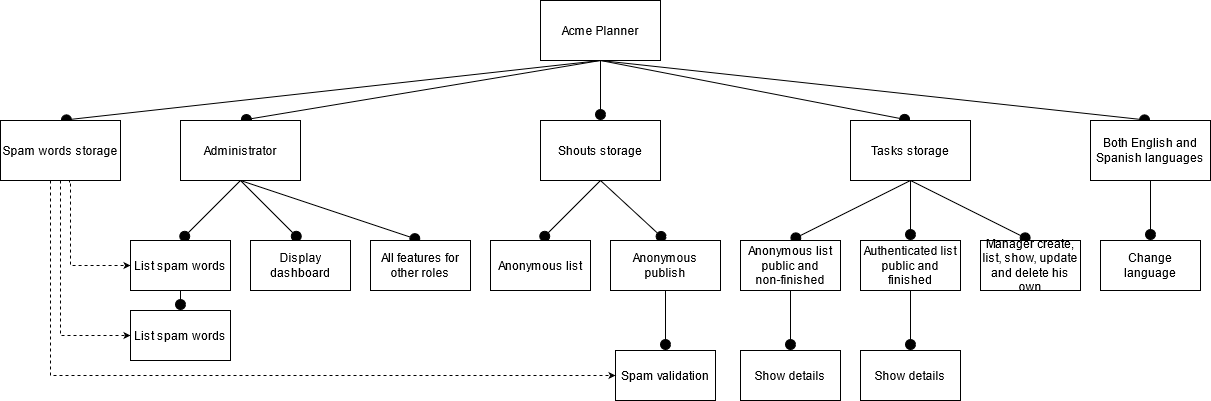 Acme Planner
Spam words storage
Administrator
Shouts storage
Tasks storage
Both English and
Spanish languages
List spam words
Display
dashboard
All features for
other roles
Anonymous list
Anonymous
publish
Anonymous list
public and
non-finished
Authenticated list
public and
finished
Manager create,
list, show, update
and delete his
own
Change
language
List spam words
Spam validation
Show details
Show details